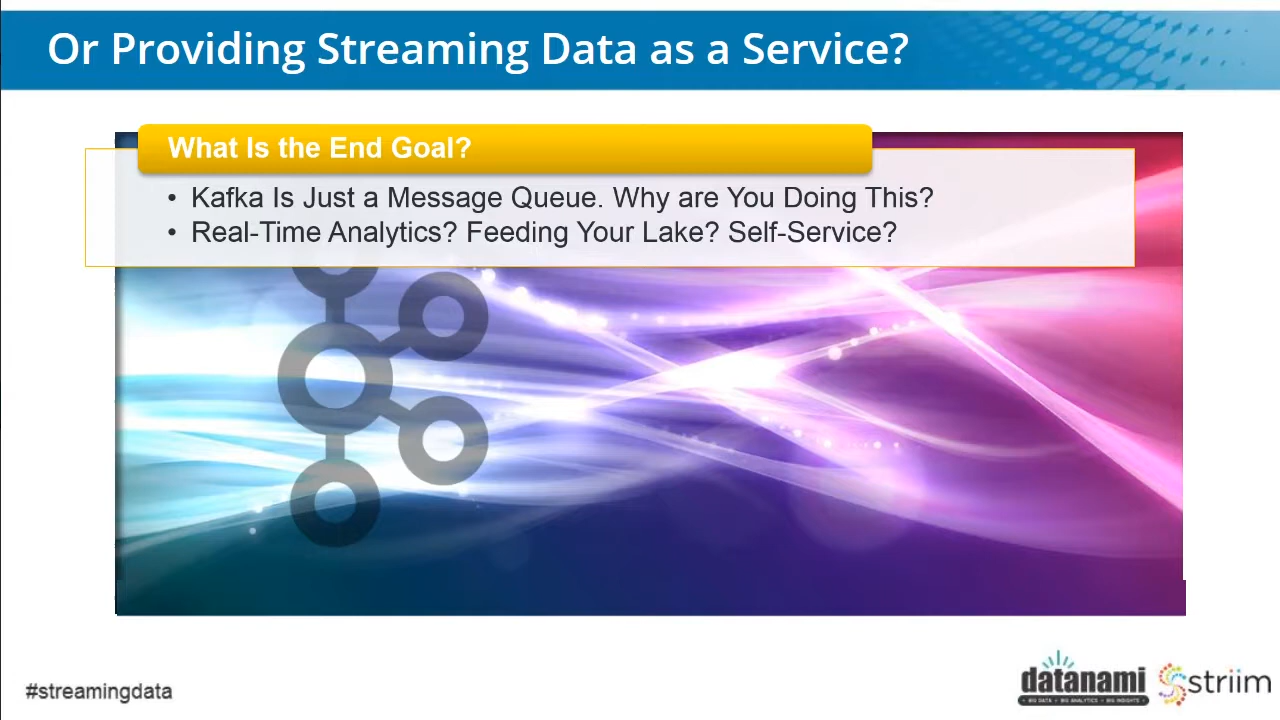 Or Providing Streaming Data as a Service?
What Is the End Goal?
• Kafka Is Just a Message Queue. Why are You Doing This?
• Real-Time Analytics? Feeding Your Lake? Self-Service?
#streamingdata
datanami
• BIG DATA • BIG ANALYTICS • BIG INSIGHTS •
striim